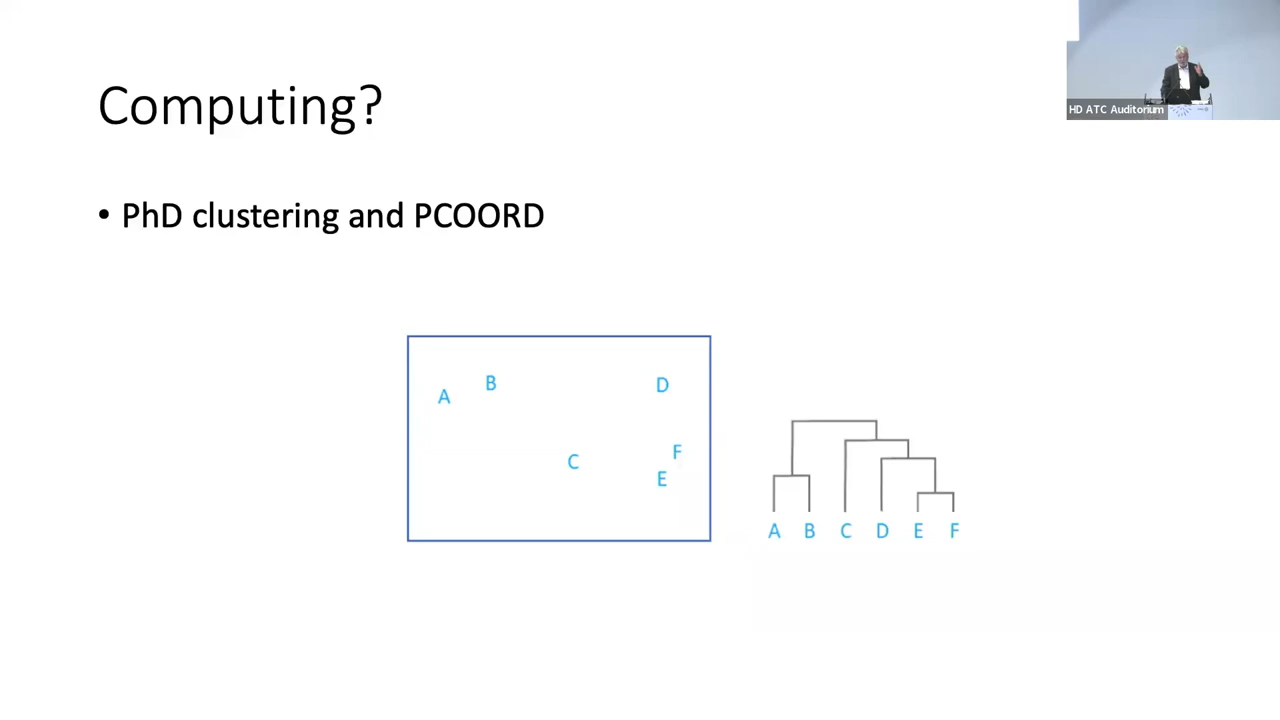 HD ATC Auditorium
Computing?
• PhD clustering and PCOORD
A
B
C
D
F
E
A B C D E F